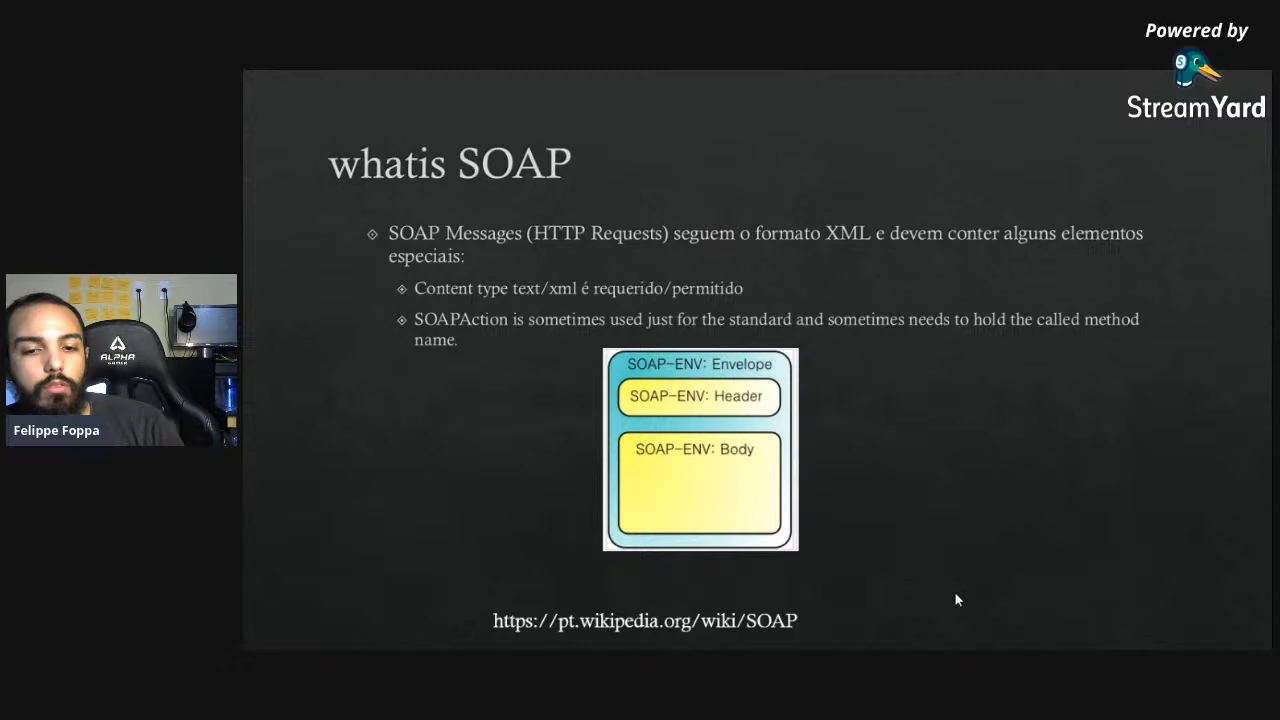 Powered by
StreamYard
whatis SOAP
SOAP Messages (HTTP Requests) seguem o formato XML e devem conter alguns elementos
especiais:
Content type text/xml é requerido/permitido
SOAPAction is sometimes used just for the standard and sometimes needs to hold the called method
name.
SOAP-ENV: Envelope
SOAP-ENV: Header
SOAP-ENV: Body
ALPHA
GAMER
Felippe Foppa
https://pt.wikipedia.org/wiki/SOAP